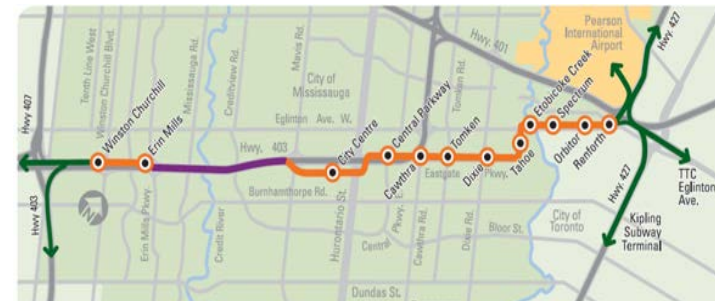 Pearson
International
Airport
Hwy. 427
Hwy. 401
Tenth Line West
Winston Churchill Blvd.
Mississauga Rd.
Creditview Rd.
Mavis Rd.
City of
Mississauga
Eglinton Ave. W.
Tomken Rd.
Hwy 407
Winston Churchill
Erin Mills
Hwy. 403
City Centre
Central Parkway
Cawthra
Tomken
Dixie
Tahoe
Etobicoke Creek
Spectrum
Orbitor
Renforth
Eastgate Pkwy.
Burnhamthorpe Rd.
Hwy 403
N
Erin Mills Pkwy.
Credit River
Hurontario St.
Central
Pkwy. E.
Cawthra Rd.
Dixie Rd.
Bloor St.
City of
Toronto
Hwy. 427
TTC
Eglinton
Ave.
Kipling
Subway
Terminal
Dundas St.